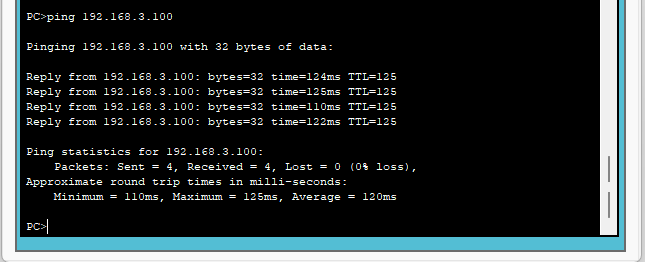 PC>ping 192.168.3.100
Pinging 192.168.3.100 with 32 bytes of data:
Reply from 192.168.3.100: bytes=32 time=124ms TTL=125
Reply from 192.168.3.100: bytes=32 time=125ms TTL=125
Reply from 192.168.3.100: bytes=32 time=110ms TTL=125
Reply from 192.168.3.100: bytes=32 time=122ms TTL=125
Ping statistics for 192.168.3.100:
Packets: Sent = 4, Received = 4, Lost = 0 (0% loss),
Approximate round trip times in milli-seconds:
Minimum = 110ms, Maximum = 125ms, Average = 120ms
PC>